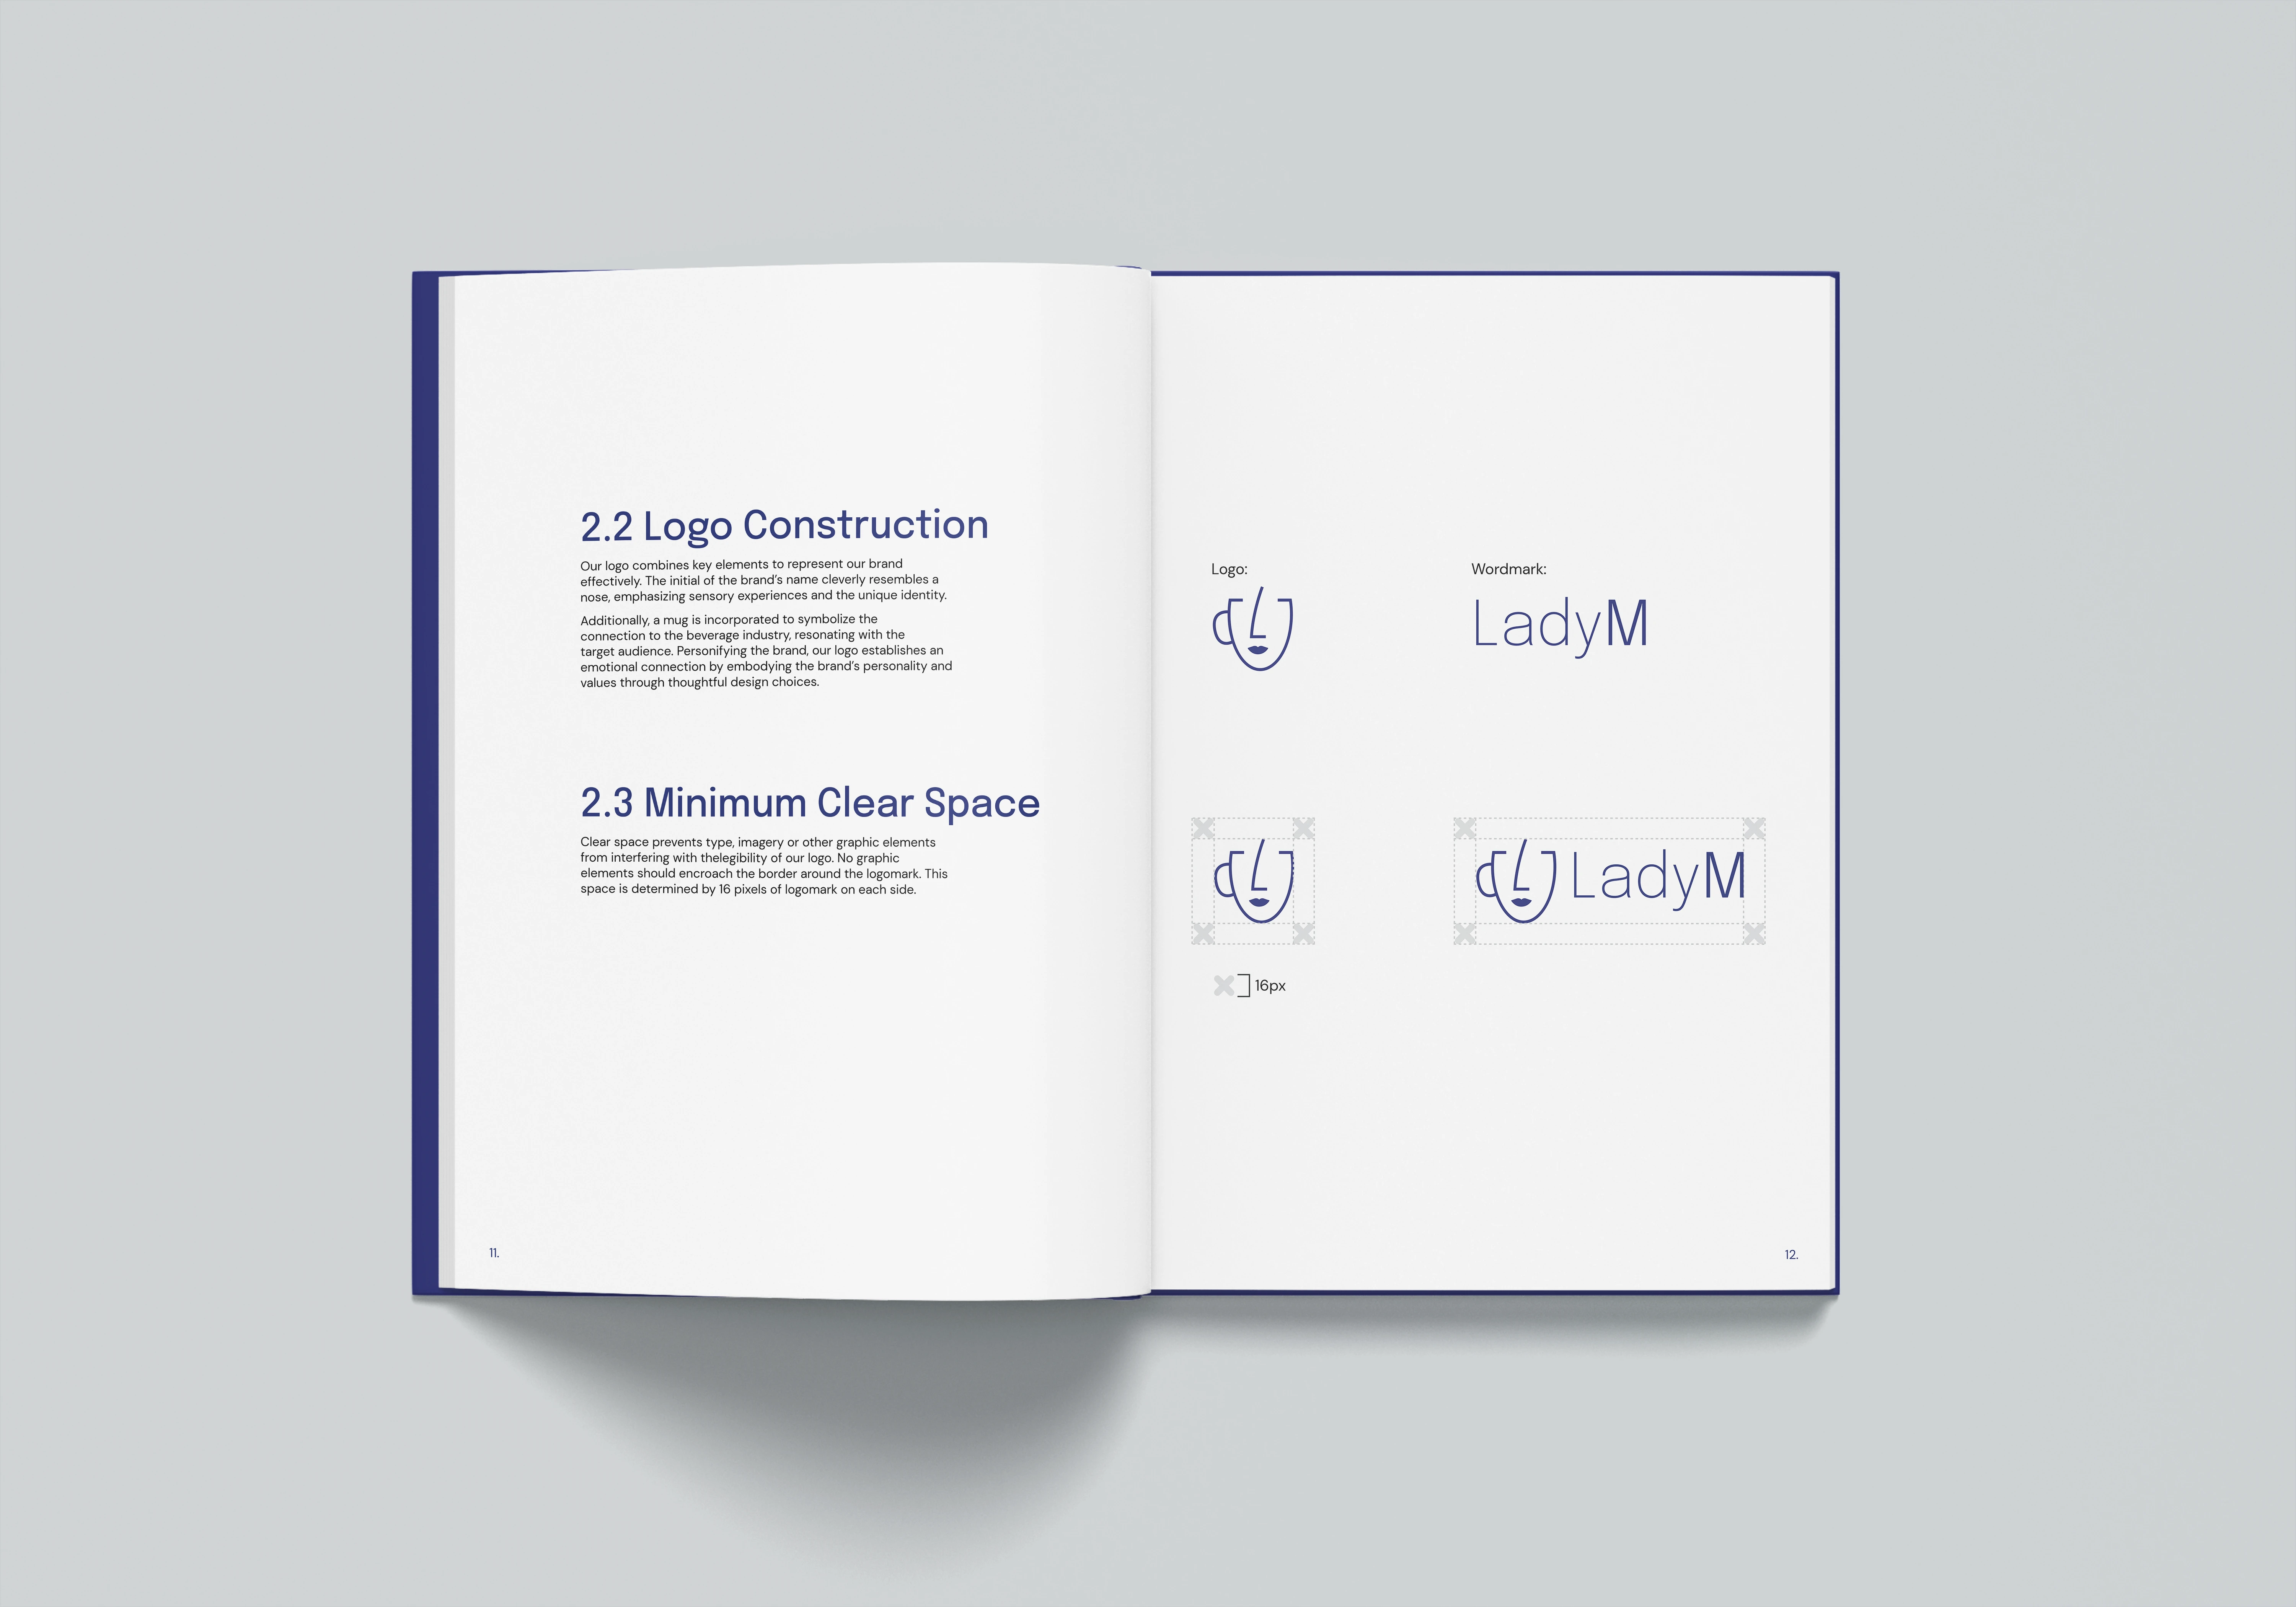 2.2 Logo Construction
Our logo combines key elements to represent our brand
effectively. The initial of the brand's name cleverly resembles a
nose, emphasizing sensory experiences and the unique identity.
Additionally, a mug is incorporated to symbolize the
connection to the beverage industry, resonating with the
target audience. Personifying the brand, our logo establishes an
emotional connection by embodying the brand's personality and
values through thoughtful design choices.
2.3 Minimum Clear Space
Clear space prevents type, imagery or other graphic elements
from interfering with thelegibility of our logo. No graphic
elements should encroach the border around the logomark. This
space is determined by 16 pixels of logomark on each side.
11.
Logo:
Wordmark:
LadyM
LadyM
16px
12.